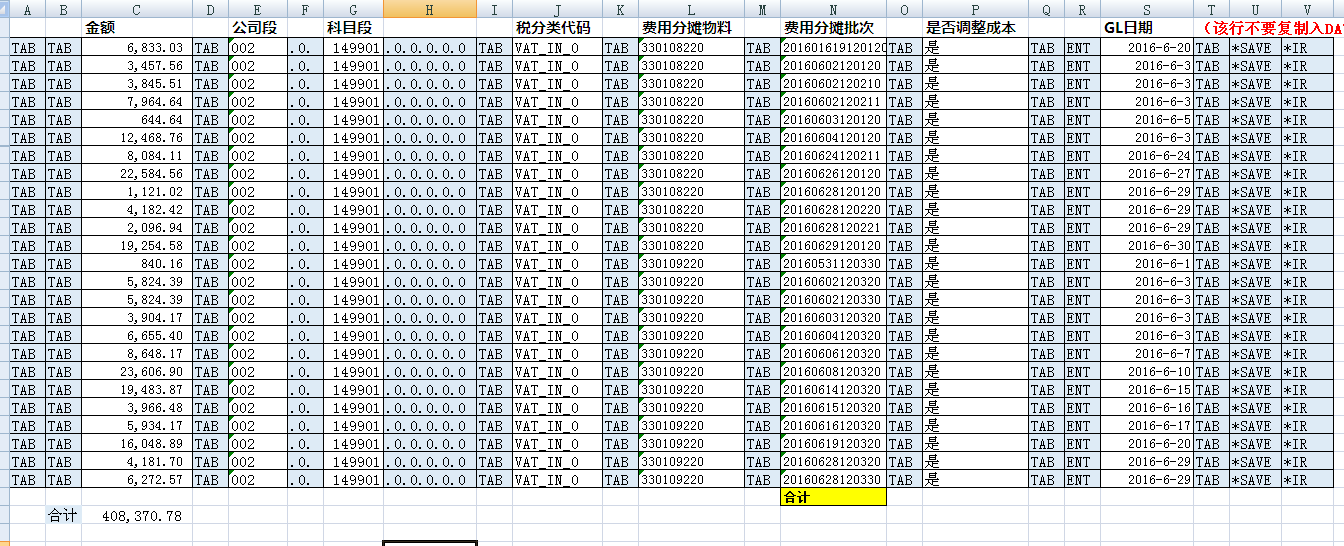 A B C D E F G H I J K L M N O P Q R S T U V
金额 公司段 科目段 税分类代码 费用分摊物料 费用分摊批次 是否调整成本 GL日期 （该行不要复制入DA
TAB TAB 6,833.03 TAB 002 .0. 149901 .0.0.0.0.0 TAB VAT_IN_0 TAB 330108220 TAB 201601619120120 TAB 是 TAB ENT 2016-6-20 TAB *SAVE *IR
TAB TAB 3,457.56 TAB 002 .0. 149901 .0.0.0.0.0 TAB VAT_IN_0 TAB 330108220 TAB 20160602120120 TAB 是 TAB ENT 2016-6-3 TAB *SAVE *IR
TAB TAB 3,845.51 TAB 002 .0. 149901 .0.0.0.0.0 TAB VAT_IN_0 TAB 330108220 TAB 20160602120210 TAB 是 TAB ENT 2016-6-3 TAB *SAVE *IR
TAB TAB 7,964.64 TAB 002 .0. 149901 .0.0.0.0.0 TAB VAT_IN_0 TAB 330108220 TAB 20160602120211 TAB 是 TAB ENT 2016-6-3 TAB *SAVE *IR
TAB TAB 644.64 TAB 002 .0. 149901 .0.0.0.0.0 TAB VAT_IN_0 TAB 330108220 TAB 20160603120120 TAB 是 TAB ENT 2016-6-5 TAB *SAVE *IR
TAB TAB 12,468.76 TAB 002 .0. 149901 .0.0.0.0.0 TAB VAT_IN_0 TAB 330108220 TAB 20160604120120 TAB 是 TAB ENT 2016-6-3 TAB *SAVE *IR
TAB TAB 8,084.11 TAB 002 .0. 149901 .0.0.0.0.0 TAB VAT_IN_0 TAB 330108220 TAB 20160624120211 TAB 是 TAB ENT 2016-6-24 TAB *SAVE *IR
TAB TAB 22,584.56 TAB 002 .0. 149901 .0.0.0.0.0 TAB VAT_IN_0 TAB 330108220 TAB 20160626120120 TAB 是 TAB ENT 2016-6-27 TAB *SAVE *IR
TAB TAB 1,121.02 TAB 002 .0. 149901 .0.0.0.0.0 TAB VAT_IN_0 TAB 330108220 TAB 20160628120120 TAB 是 TAB ENT 2016-6-29 TAB *SAVE *IR
TAB TAB 4,182.42 TAB 002 .0. 149901 .0.0.0.0.0 TAB VAT_IN_0 TAB 330108220 TAB 20160628120220 TAB 是 TAB ENT 2016-6-29 TAB *SAVE *IR
TAB TAB 2,096.94 TAB 002 .0. 149901 .0.0.0.0.0 TAB VAT_IN_0 TAB 330108220 TAB 20160628120221 TAB 是 TAB ENT 2016-6-29 TAB *SAVE *IR
TAB TAB 19,254.58 TAB 002 .0. 149901 .0.0.0.0.0 TAB VAT_IN_0 TAB 330108220 TAB 20160629120120 TAB 是 TAB ENT 2016-6-30 TAB *SAVE *IR
TAB TAB 840.16 TAB 002 .0. 149901 .0.0.0.0.0 TAB VAT_IN_0 TAB 330109220 TAB 20160531120330 TAB 是 TAB ENT 2016-6-1 TAB *SAVE *IR
TAB TAB 5,824.39 TAB 002 .0. 149901 .0.0.0.0.0 TAB VAT_IN_0 TAB 330109220 TAB 20160602120320 TAB 是 TAB ENT 2016-6-3 TAB *SAVE *IR
TAB TAB 5,824.39 TAB 002 .0. 149901 .0.0.0.0.0 TAB VAT_IN_0 TAB 330109220 TAB 20160602120330 TAB 是 TAB ENT 2016-6-3 TAB *SAVE *IR
TAB TAB 3,904.17 TAB 002 .0. 149901 .0.0.0.0.0 TAB VAT_IN_0 TAB 330109220 TAB 20160603120320 TAB 是 TAB ENT 2016-6-3 TAB *SAVE *IR
TAB TAB 6,655.40 TAB 002 .0. 149901 .0.0.0.0.0 TAB VAT_IN_0 TAB 330109220 TAB 20160604120330 TAB 是 TAB ENT 2016-6-3 TAB *SAVE *IR
TAB TAB 8,648.17 TAB 002 .0. 149901 .0.0.0.0.0 TAB VAT_IN_0 TAB 330109220 TAB 20160606120320 TAB 是 TAB ENT 2016-6-7 TAB *SAVE *IR
TAB TAB 23,606.90 TAB 002 .0. 149901 .0.0.0.0.0 TAB VAT_IN_0 TAB 330109220 TAB 20160608120320 TAB 是 TAB ENT 2016-6-10 TAB *SAVE *IR
TAB TAB 19,483.87 TAB 002 .0. 149901 .0.0.0.0.0 TAB VAT_IN_0 TAB 330109220 TAB 20160614120320 TAB 是 TAB ENT 2016-6-15 TAB *SAVE *IR
TAB TAB 3,966.48 TAB 002 .0. 149901 .0.0.0.0.0 TAB VAT_IN_0 TAB 330109220 TAB 20160615120320 TAB 是 TAB ENT 2016-6-16 TAB *SAVE *IR
TAB TAB 5,934.17 TAB 002 .0. 149901 .0.0.0.0.0 TAB VAT_IN_0 TAB 330109220 TAB 20160616120320 TAB 是 TAB ENT 2016-6-17 TAB *SAVE *IR
TAB TAB 16,048.89 TAB 002 .0. 149901 .0.0.0.0.0 TAB VAT_IN_0 TAB 330109220 TAB 20160619120320 TAB 是 TAB ENT 2016-6-20 TAB *SAVE *IR
TAB TAB 4,181.70 TAB 002 .0. 149901 .0.0.0.0.0 TAB VAT_IN_0 TAB 330109220 TAB 20160628120320 TAB 是 TAB ENT 2016-6-29 TAB *SAVE *IR
TAB TAB 6,272.57 TAB 002 .0. 149901 .0.0.0.0.0 TAB VAT_IN_0 TAB 330109220 TAB 20160628120330 TAB 是 TAB ENT 2016-6-29 TAB *SAVE *IR
合计
合计 408,370.78